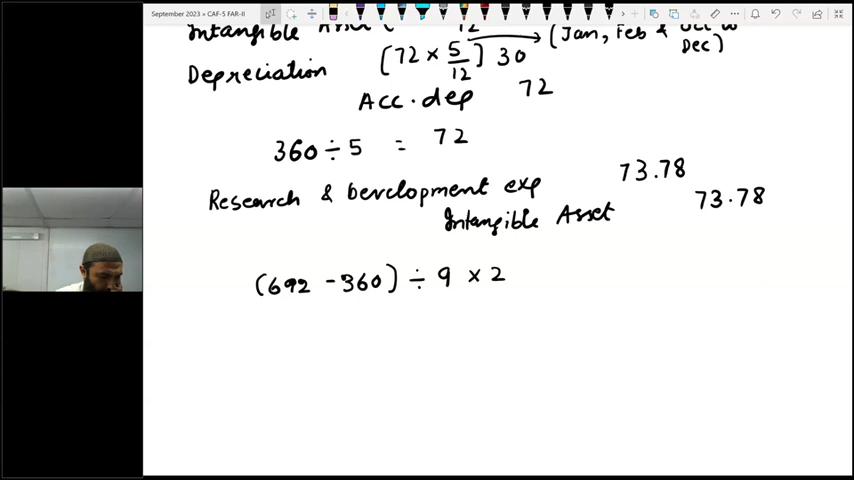 September 2023 » CAF-5 FAR-II
Intangible Asset ( 12 (Jan, Feb & Oct to
Dec)
Depreciation (72 × 5/12) 30
Acc. dep 72
360 ÷ 5 = 72
Research & Development exp 73.78
Intangible Asset 73.78
(692 - 360) ÷ 9 × 2